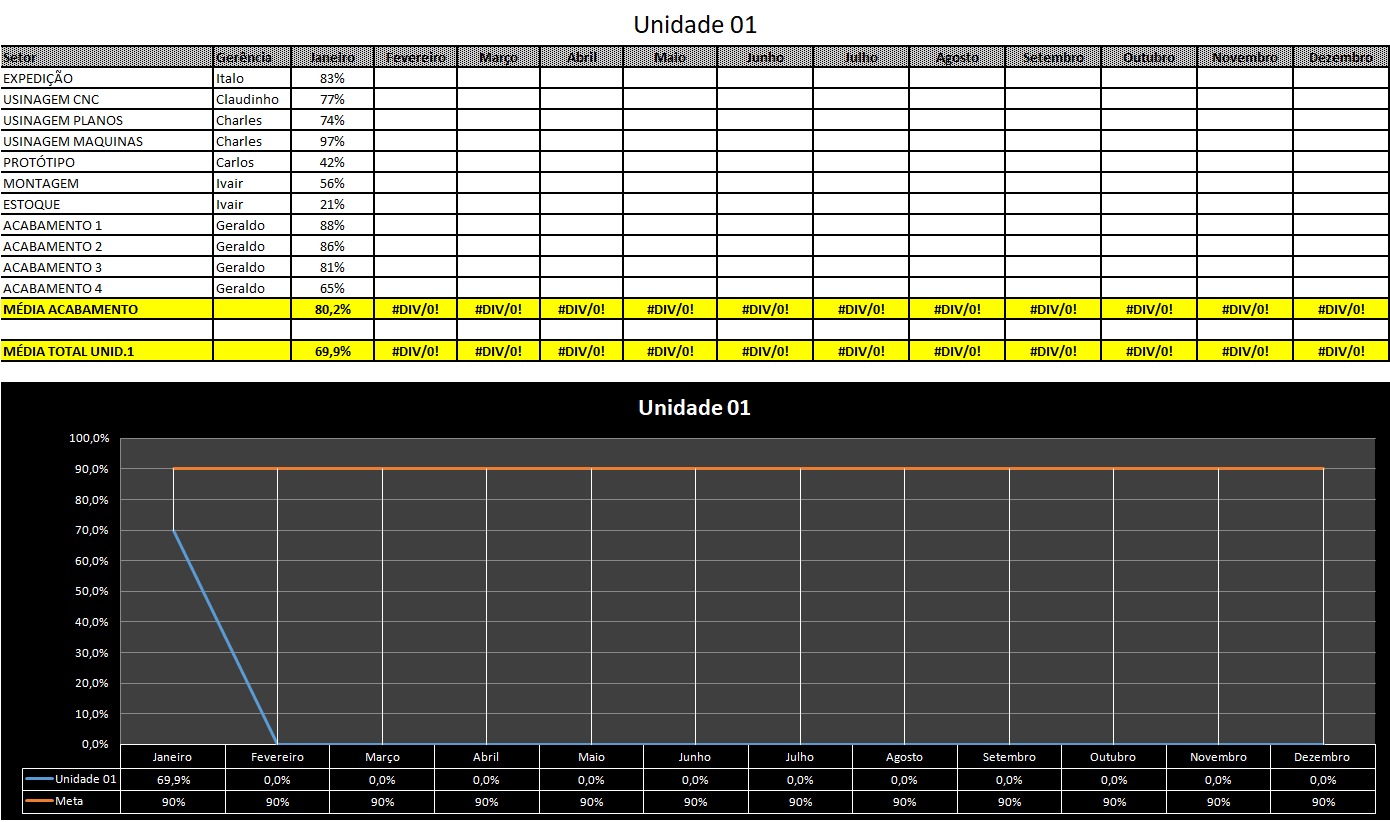 Unidade 01
Setor Gerência Janeiro Fevereiro Março Abril Maio Junho Julho Agosto Setembro Outubro Novembro Dezembro
EXPEDIÇÃO Italo 83%
USINAGEM CNC Claudinho 77%
USINAGEM PLANOS Charles 74%
USINAGEM MAQUINAS Charles 97%
PROTÓTIPO Carlos 42%
MONTAGEM Ivair 56%
ESTOQUE Ivair 21%
ACABAMENTO 1 Geraldo 88%
ACABAMENTO 2 Geraldo 86%
ACABAMENTO 3 Geraldo 81%
ACABAMENTO 4 Geraldo 65%
MÉDIA ACABAMENTO 80,2% #DIV/0! #DIV/0! #DIV/0! #DIV/0! #DIV/0! #DIV/0! #DIV/0! #DIV/0! #DIV/0! #DIV/0! #DIV/0!
MÉDIA TOTAL UNID.1 69,9% #DIV/0! #DIV/0! #DIV/0! #DIV/0! #DIV/0! #DIV/0! #DIV/0! #DIV/0! #DIV/0! #DIV/0! #DIV/0!
Unidade 01
100,0%
90,0%
80,0%
70,0%
60,0%
50,0%
40,0%
30,0%
20,0%
10,0%
0,0%
Janeiro Fevereiro Março Abril Maio Junho Julho Agosto Setembro Outubro Novembro Dezembro
Unidade 01 69,9% 0,0% 0,0% 0,0% 0,0% 0,0% 0,0% 0,0% 0,0% 0,0% 0,0% 0,0%
Meta 90% 90% 90% 90% 90% 90% 90% 90% 90% 90% 90% 90%